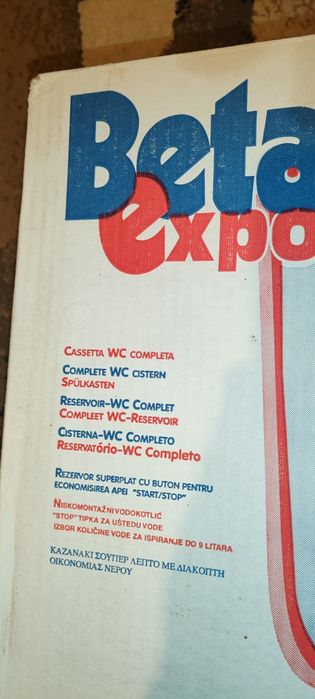 Beta
expo
CASSETTA WC COMPLETA
COMPLETE WC CISTERN
SPÜLKASTEN
RESERVOIR-WC COMPLET
COMPLEET WC-RESERVOIR
CISTERNA-WC COMPLETO
RESERVATÓRIO-WC COMPLETO
REZERVOR SUPERPLAT CU BUTON PENTRU
ECONOMISIREA APEI "START/STOP"
NISKOMONTAŽNI VODOKOTLIĆ
"STOP" TIPKA ZA UŠTEDU VODE
IZBOR KOLIČINE VODE ZA ISPIRANJE DO 9 LITARA
ΚΑΖΑΝΑΚΙ ΣΟΥΠΕΡ ΛΕΠΤΟ ΜΕ ΔΙΑΚΟΠΤΗ
ΟΙΚΟΝΟΜΙΑΣ ΝΕΡΟΥ